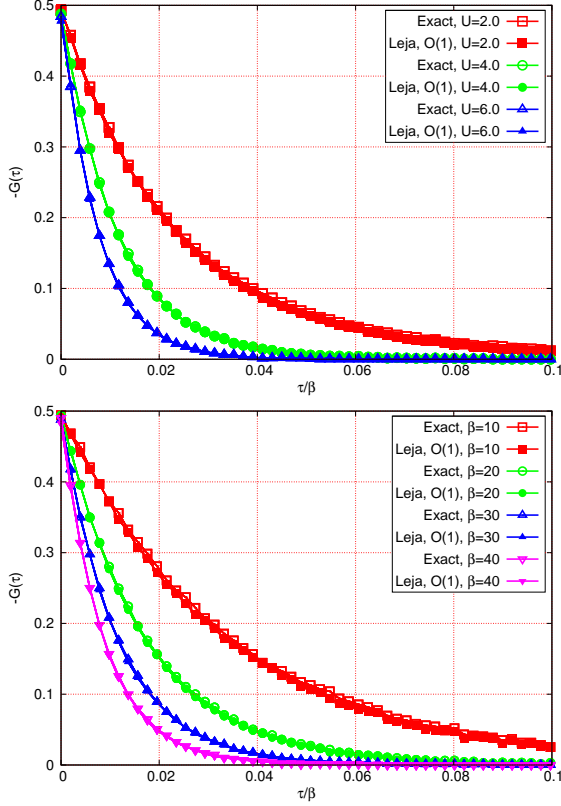 0.5
0.4
0.3
0.2
0.1
0
-G(τ)
Exact, U=2.0
Leja, O(1), U=2.0
Exact, U=4.0
Leja, O(1), U=4.0
Exact, U=6.0
Leja, O(1), U=6.0
0 0.02 0.04 0.06 0.08 0.1
τ/β
0.5
0.4
0.3
0.2
0.1
0
-G(τ)
Exact, β=10
Leja, O(1), β=10
Exact, β=20
Leja, O(1), β=20
Exact, β=30
Leja, O(1), β=30
Exact, β=40
Leja, O(1), β=40
0 0.02 0.04 0.06 0.08 0.1
τ/β